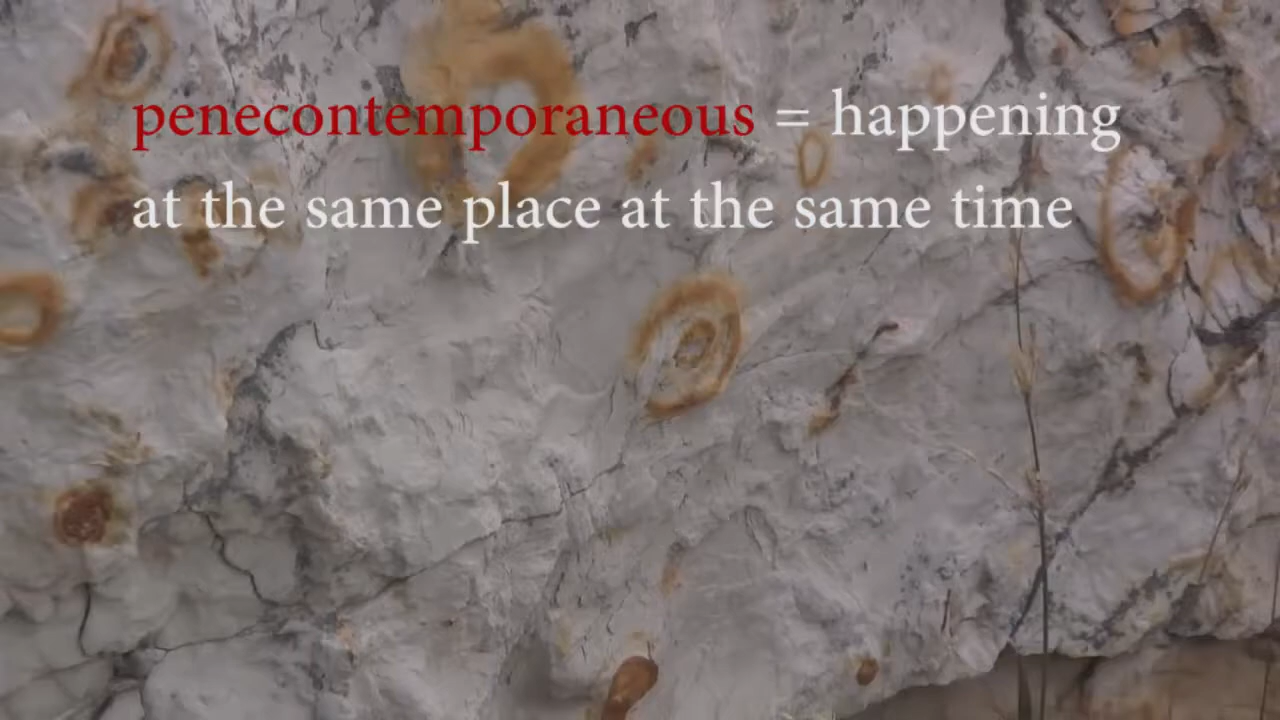 penecontemporaneous = happening
at the same place at the same time